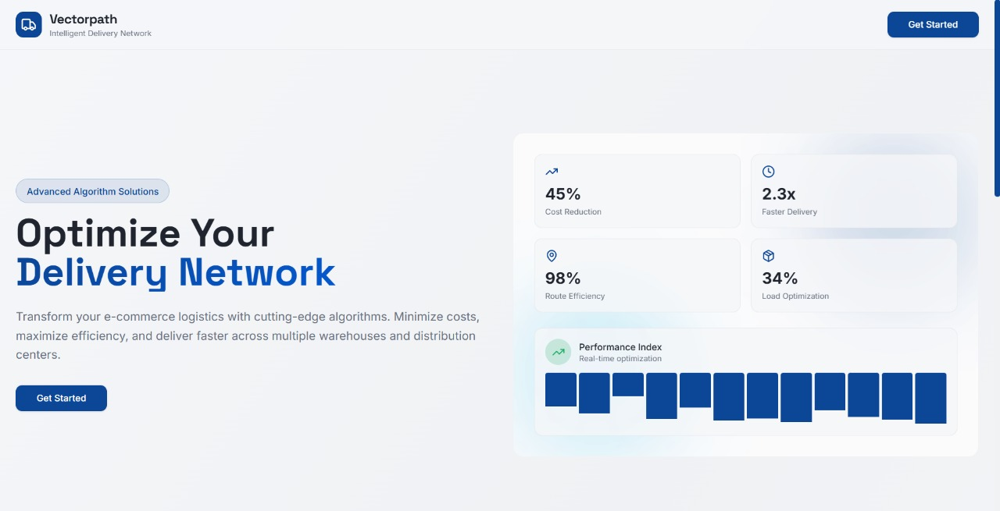 Vectorpath
Intelligent Delivery Network
Get Started
Advanced Algorithm Solutions
Optimize Your
Delivery Network
Transform your e-commerce logistics with cutting-edge algorithms. Minimize costs,
maximize efficiency, and deliver faster across multiple warehouses and distribution
centers.
Get Started
45%
Cost Reduction
2.3x
Faster Delivery
98%
Route Efficiency
34%
Load Optimization
Performance Index
Real-time optimization